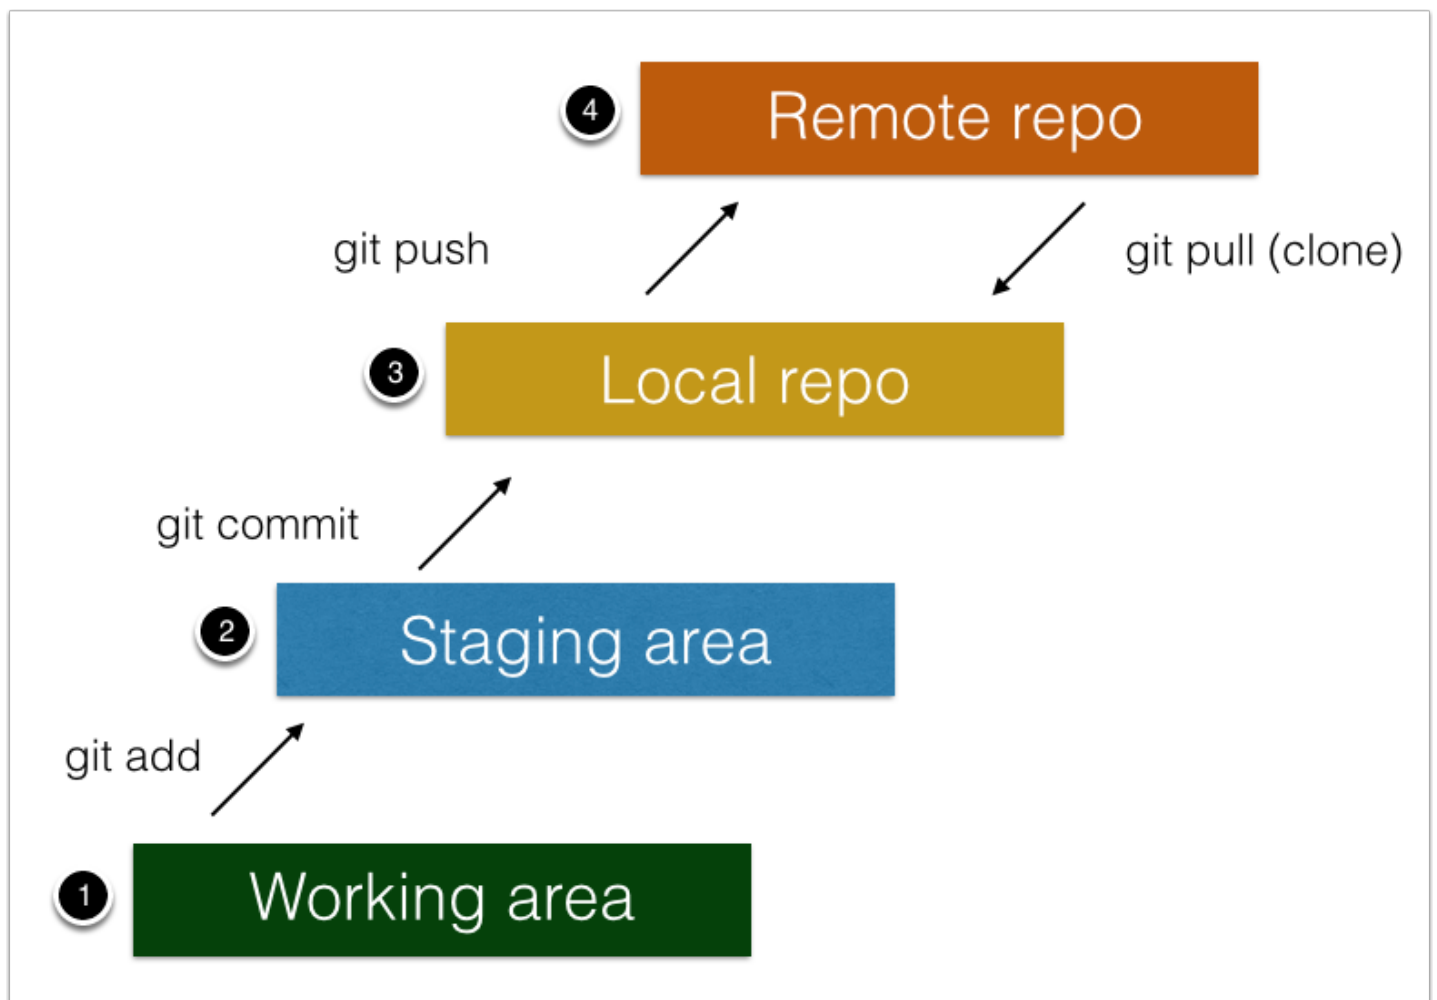 4
Remote repo
git push
git pull (clone)
3
Local repo
git commit
2
Staging area
git add
1
Working area